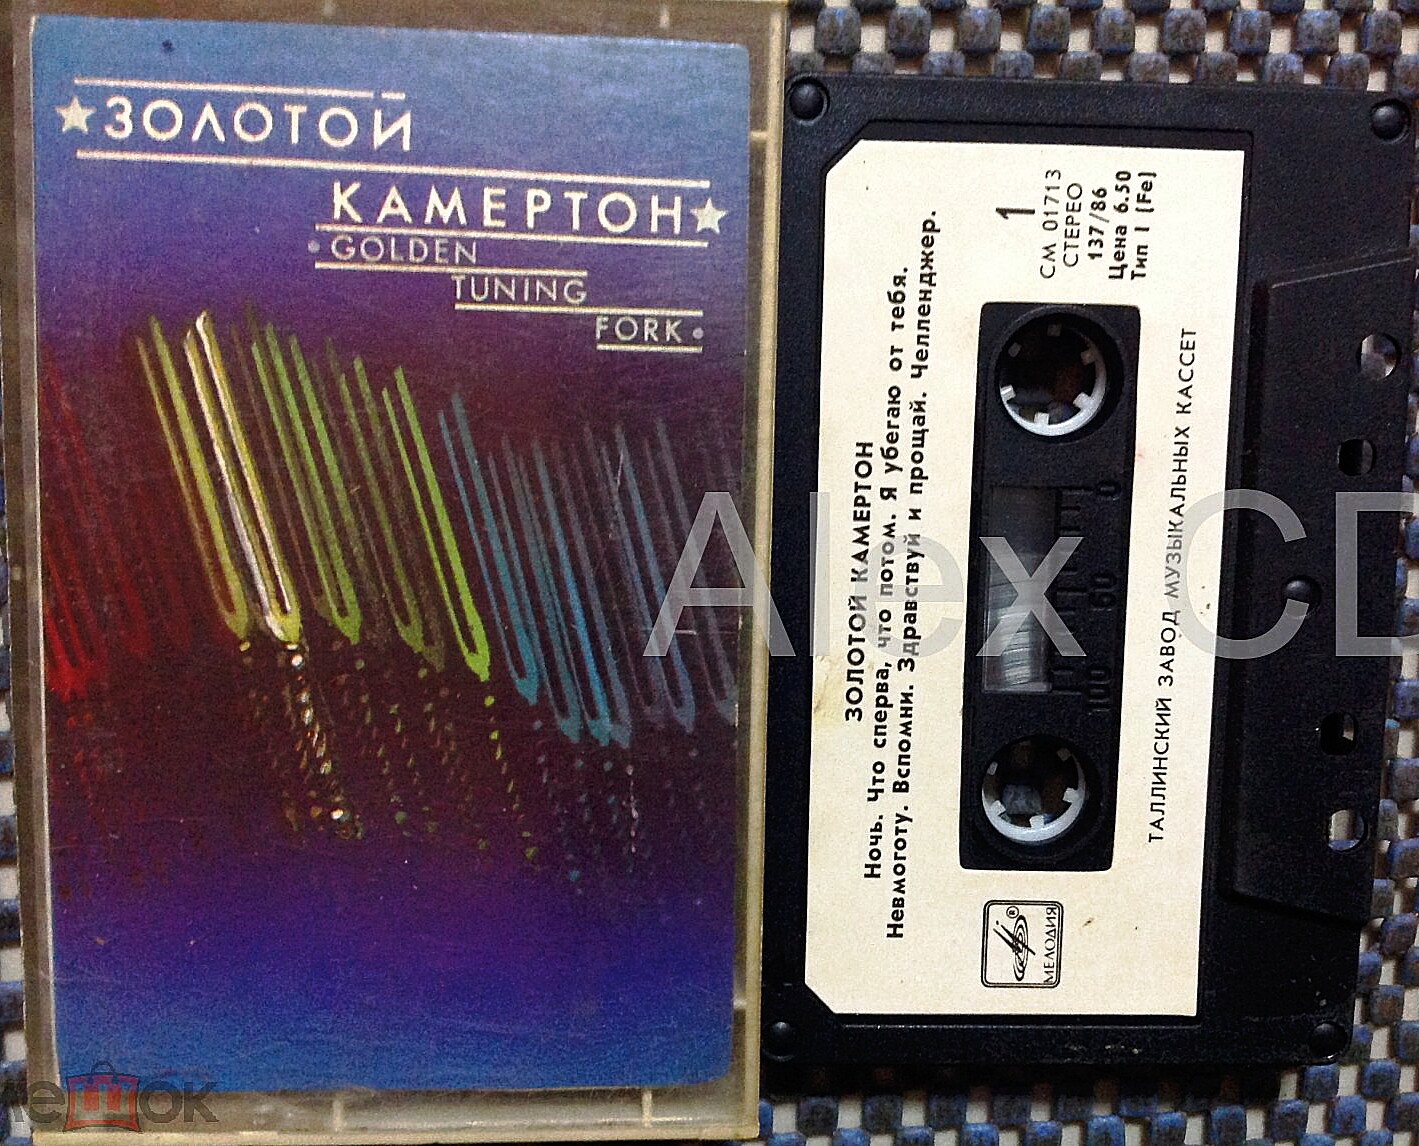 ★ЗОЛОТОЙ
КАМЕРТОН★
• GOLDEN
TUNING
FORK •
ЗОЛОТОЙ КАМЕРТОН
Ночь. Что сперва, что потом. Я убегаю от тебя.
Невмоготу. Вспомни. Здравствуй и прощай. Челленджер.
1
СМ 01713
СТЕРЕО
137/86
Цена 6.50
Тип I (Fe)
100 50 0
ТАЛЛИНСКИЙ ЗАВОД МУЗЫКАЛЬНЫХ КАССЕТ
МЕЛОДИЯ
®
Alex CD
мешок